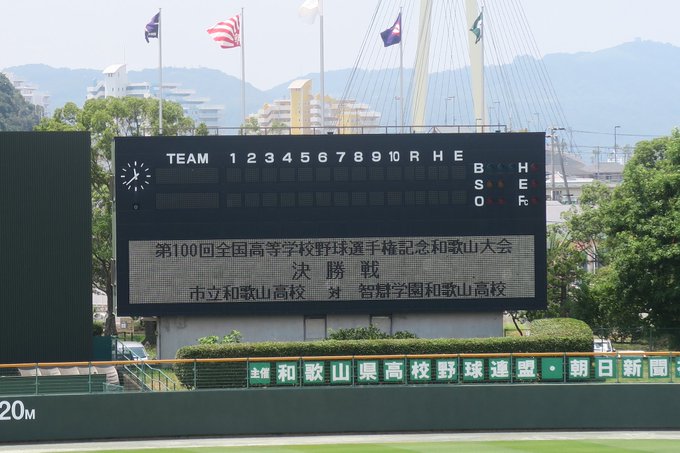 TEAM 1 2 3 4 5 6 7 8 9 10 R H E
B H
S E
O Fc
第100回全国高等学校野球選手権記念和歌山大会
決勝戦
市立和歌山高校 対 智辯学園和歌山高校
主催 和歌山県高校野球連盟・朝日新聞
20M